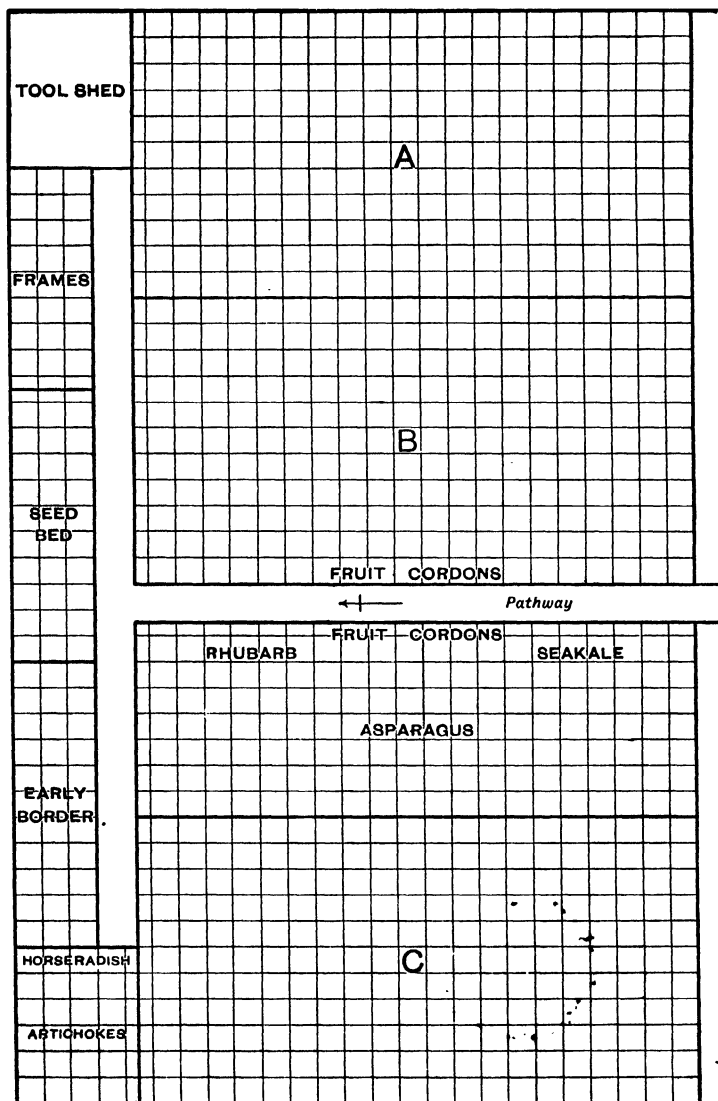 TOOL SHED
A
FRAMES
B
SEED
BED
FRUIT CORDONS
Pathway
FRUIT CORDONS
RHUBARB
SEAKALE
ASPARAGUS
EARLY
BORDER
C
HORSERADISH
ARTICHOKES